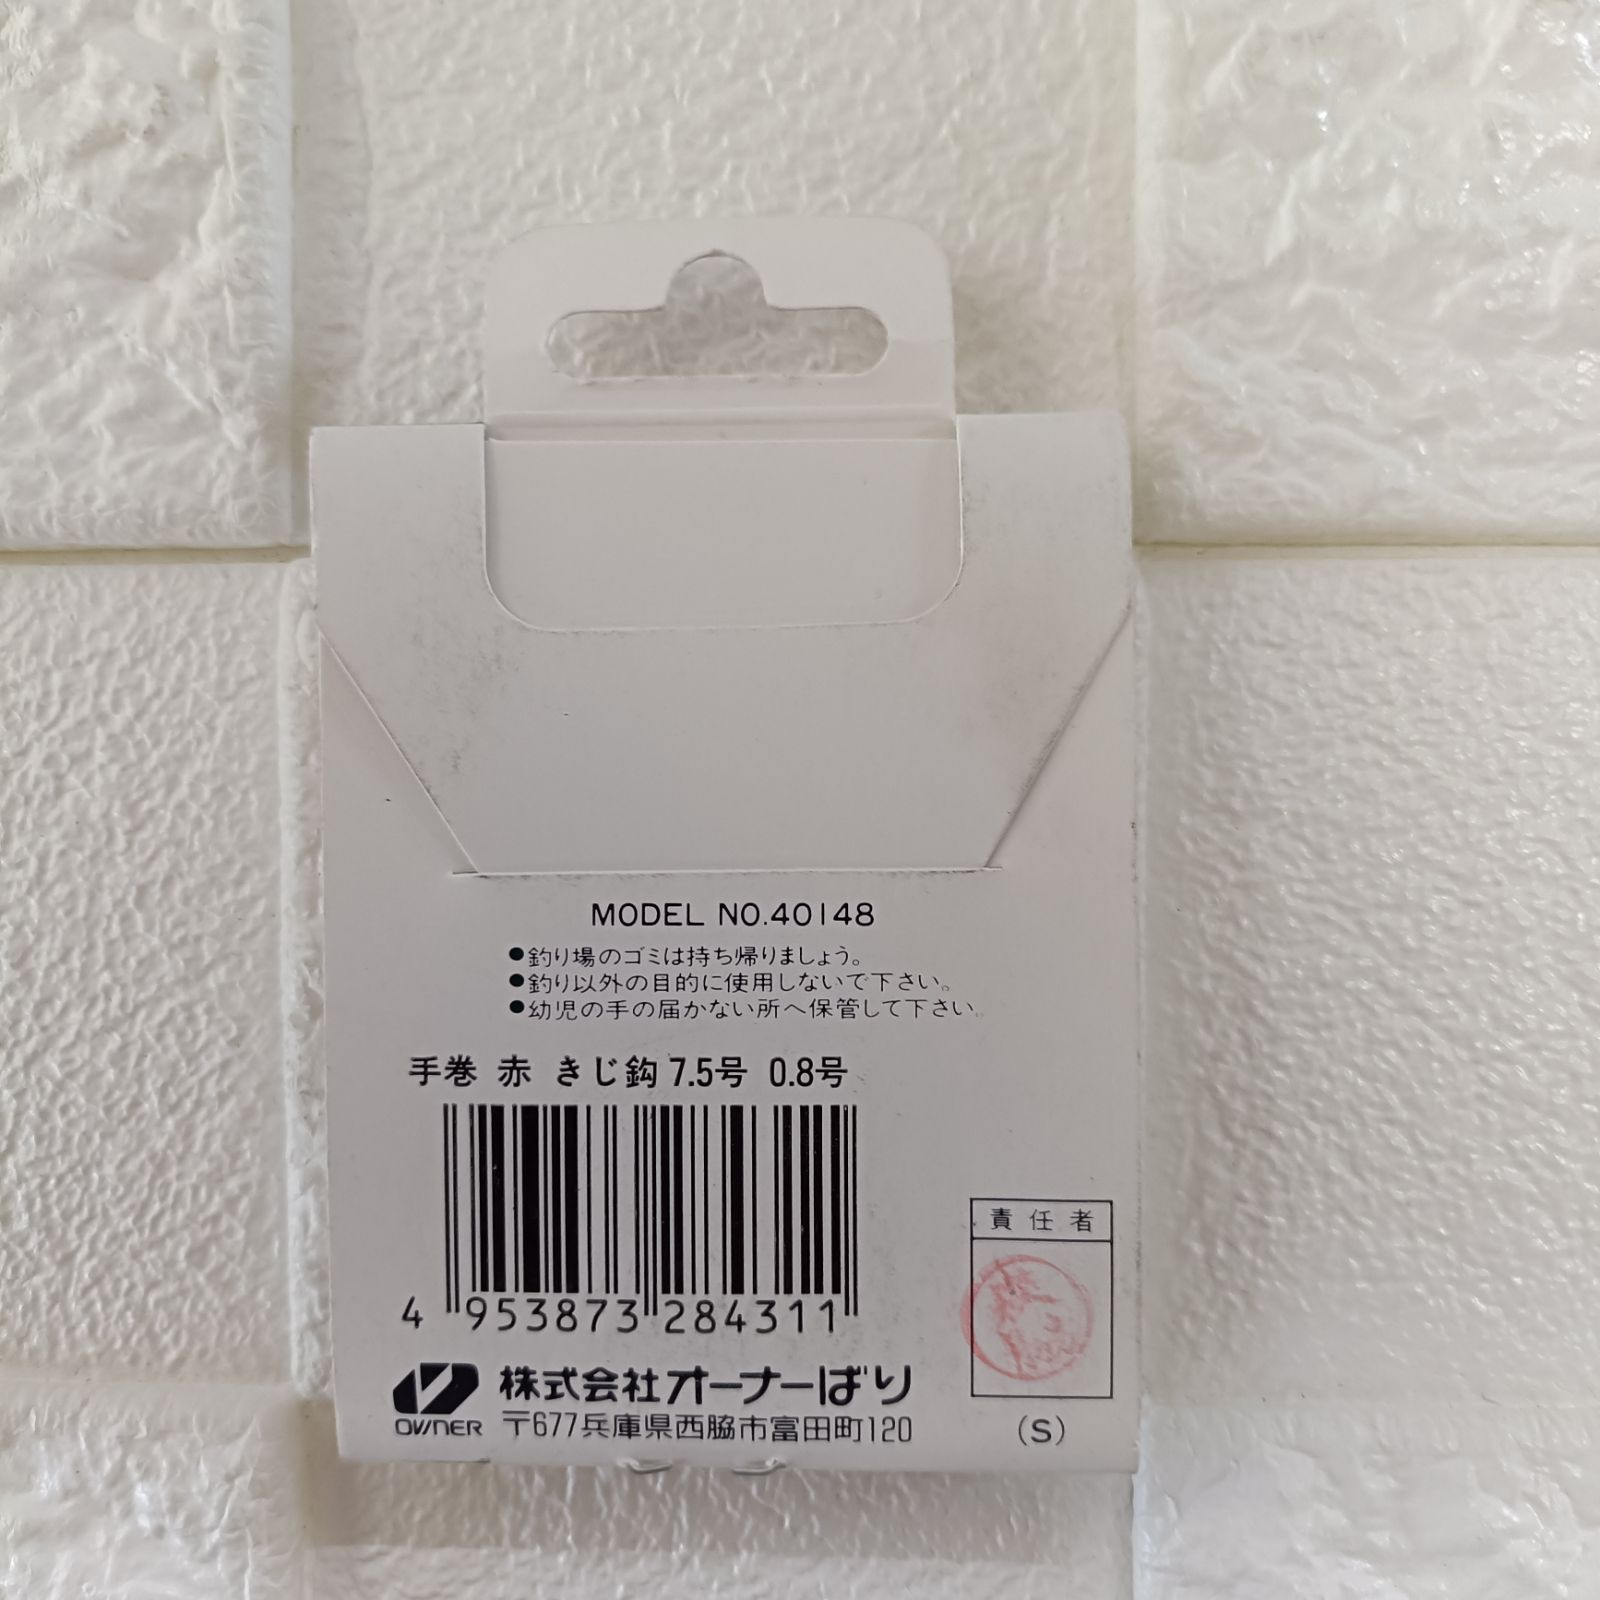 MODEL NO.40148
●釣り場のゴミは持ち帰りましょう。
●釣り以外の目的に使用しないで下さい。
●幼児の手の届かない所へ保管して下さい。
手巻 赤 きじ鈎 7.5号 0.8号
4 953873 284311
責任者
OWNER 株式会社オーナーばり
〒677兵庫県西脇市富田町120
(S)